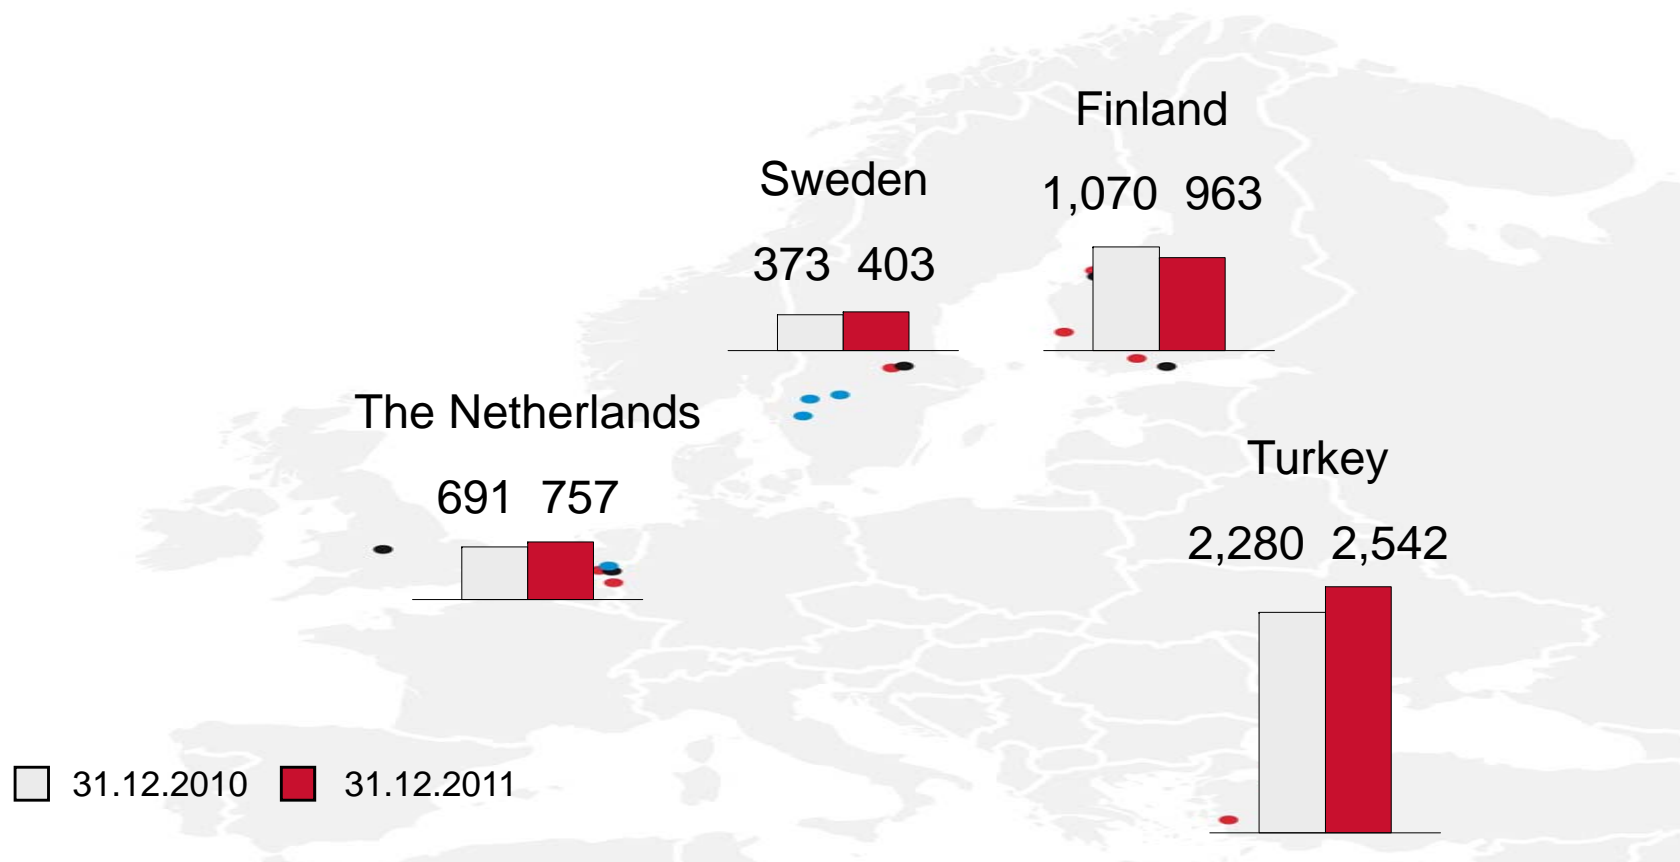 Finland
1,070 963
Sweden
373 403
The Netherlands
691 757
Turkey
2,280 2,542
31.12.2010 31.12.2011